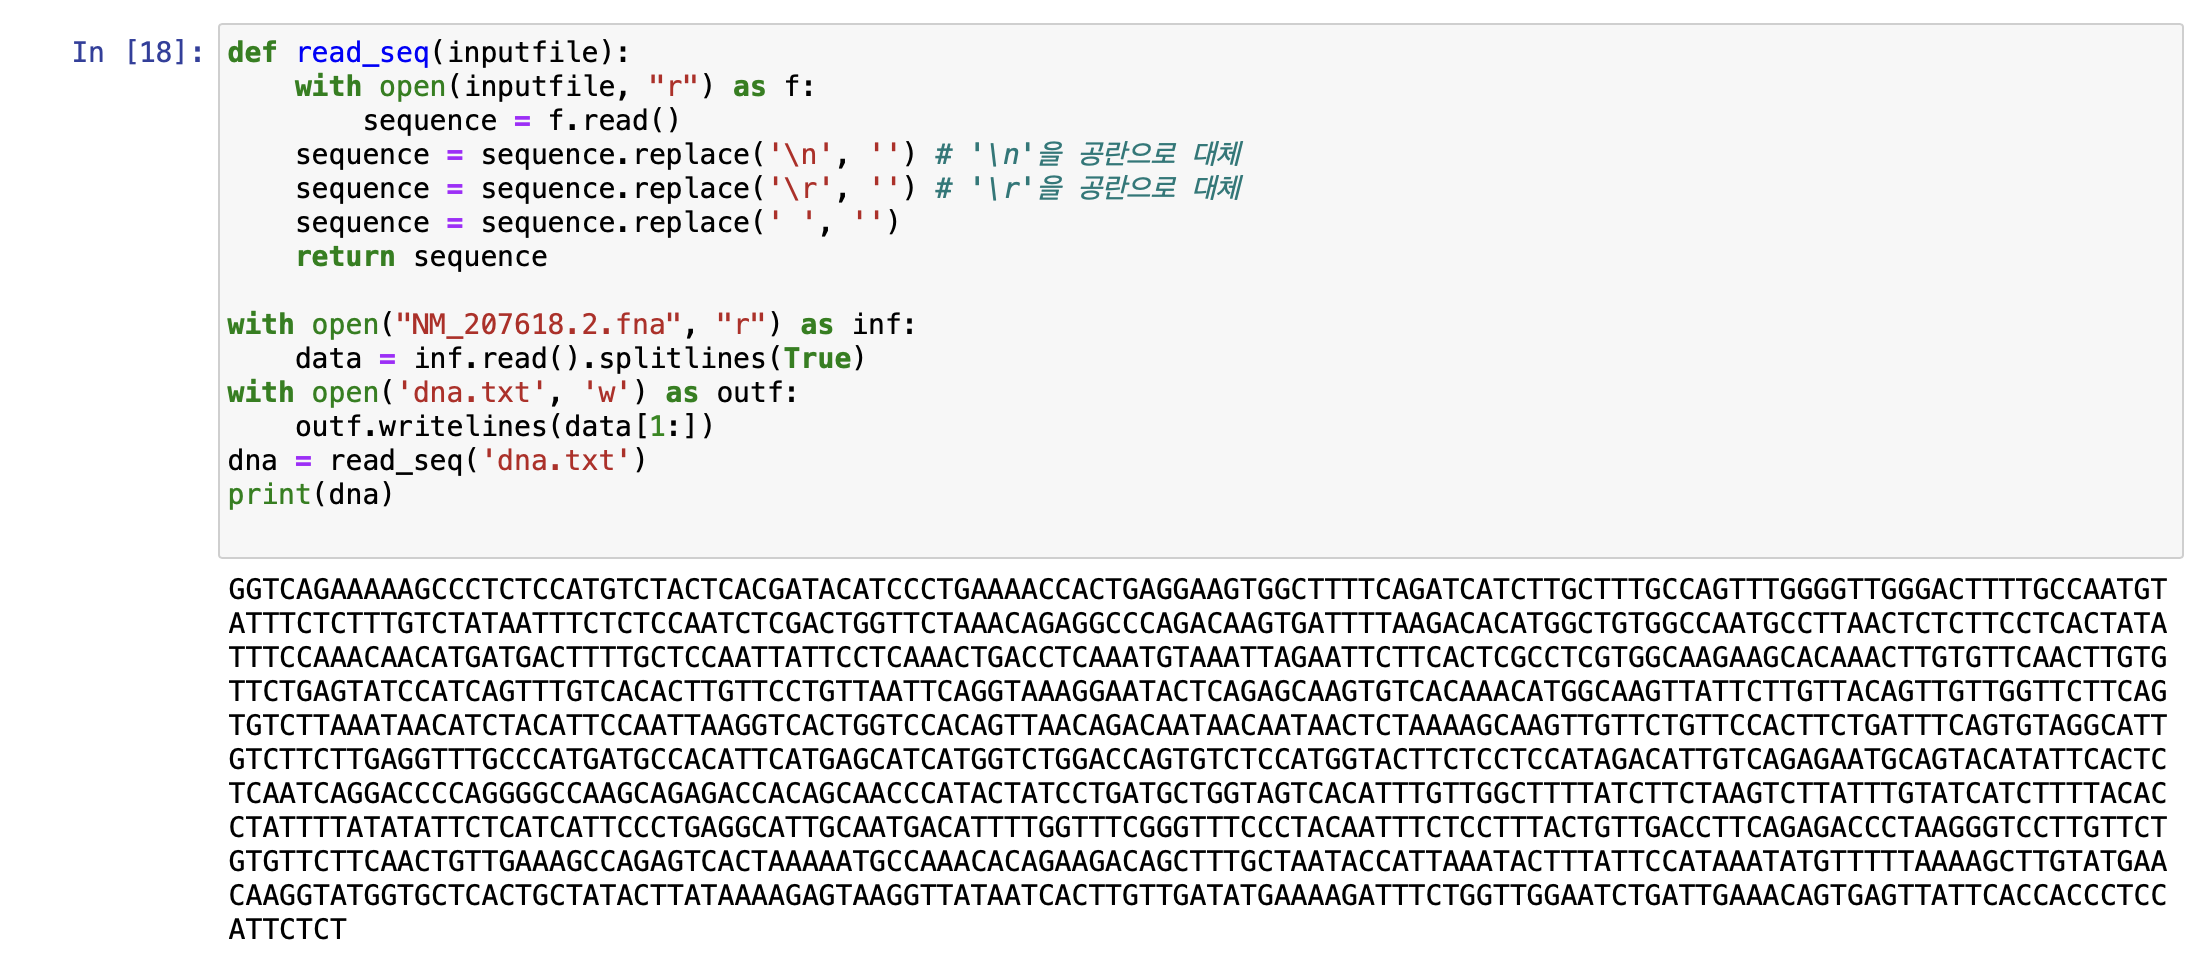 In [18]:
def read_seq(inputfile):
    with open(inputfile, "r") as f:
        sequence = f.read()
    sequence = sequence.replace('\n', '') # '\n'을 공란으로 대체
    sequence = sequence.replace('\r', '') # '\r'을 공란으로 대체
    sequence = sequence.replace(' ', '')
    return sequence

with open("NM_207618.2.fna", "r") as inf:
    data = inf.read().splitlines(True)
with open('dna.txt', 'w') as outf:
    outf.writelines(data[1:])
dna = read_seq('dna.txt')
print(dna)

GGTCAGAAAAAGCCCTCTCCATGTCTACTCACGATACATCCCTGAAAACCACTGAGGAAGTGGCTTTTCAGATCATCTTGCTTTGCCAGTTTGGGGTTGGGACTTTTGCCAATGT
ATTTCTCTTTGTCTATAATTTCTCTCCAATCTCGACTGGTTCTAAACAGAGGCCCAGACAAGTGATTTTAAGACACATGGCTGTGGCCAATGCCTTAACTCTCTTCCTCACTATA
TTTCCAAACAACATGATGACTTTTGCTCCAATTATTCCTCAAACTGACCTCAAATGTAAATTAGAATTCTTCACTCGCCTCGTGGCAAGAAGCACAAACTTGTGTTCAACTTGTG
TTCTGAGTATCCATCAGTTTGTCACACTTGTTCCTGTTAATTCAGGTAAAGGAATACTCAGAGCAAGTGTCACAAACATGGCAAGTTATTCTTGTTACAGTTGTTGGTTCTTCAG
TGTCTTAAATAACATCTACATTCCAATTAAGGTCACTGGTCCACAGTTAACAGACAATAACAATAACTCTAAAAGCAAGTTGTTCTGTTCCACTTCTGATTTCAGTGTAGGCATT
GTCTTCTTGAGGTTTGCCCATGATGCCACATTCATGAGCATCATGGTCTGGACCAGTGTCTCCATGGTACTTCTCCTCCATAGACATTGTCAGAGAATGCAGTACATATTCACTC
TCAATCAGGACCCCAGGGGCCAAGCAGAGACCACAGCAACCCATACTATCCTGATGCTGGTAGTCACATTTGTTGGCTTTTATCTTCTAAGTCTTATTTGTATCATCTTTTACAC
CTATTTTATATATTCTCATCATTCCCTGAGGCATTGCAATGACATTTTGGTTTCGGGTTTCCCTACAATTTCTCCTTTACTGTTGACCTTCAGAGACCCTAAGGGTCCTTGTTCT
GTGTTCTTCAACTGTTGAAAGCCAGAGTCACTAAAAATGCCAAACACAGAAGACAGCTTTGCTAATACCATTAAATACTTTATTCCATAAATATGTTTTTAAAAGCTTGTATGAA
CAAGGTATGGTGCTCACTGCTATACTTATAAAAGAGTAAGGTTATAATCACTTGTTGATATGAAAAGATTTCTGGTTGGAATCTGATTGAAACAGTGAGTTATTCACCACCCTCC
ATTCTCT